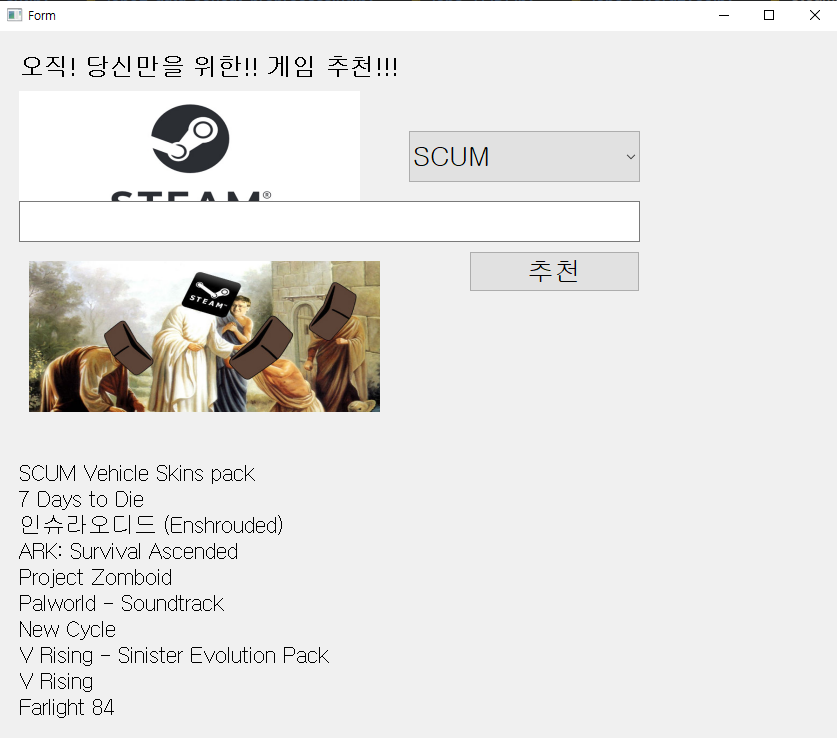 Form
오직! 당신만을 위한!! 게임 추천!!!
STEAM®
SCUM
추천
STEAM™
SCUM Vehicle Skins pack
7 Days to Die
인슈라오디드 (Enshrouded)
ARK: Survival Ascended
Project Zomboid
Palworld - Soundtrack
New Cycle
V Rising - Sinister Evolution Pack
V Rising
Farlight 84